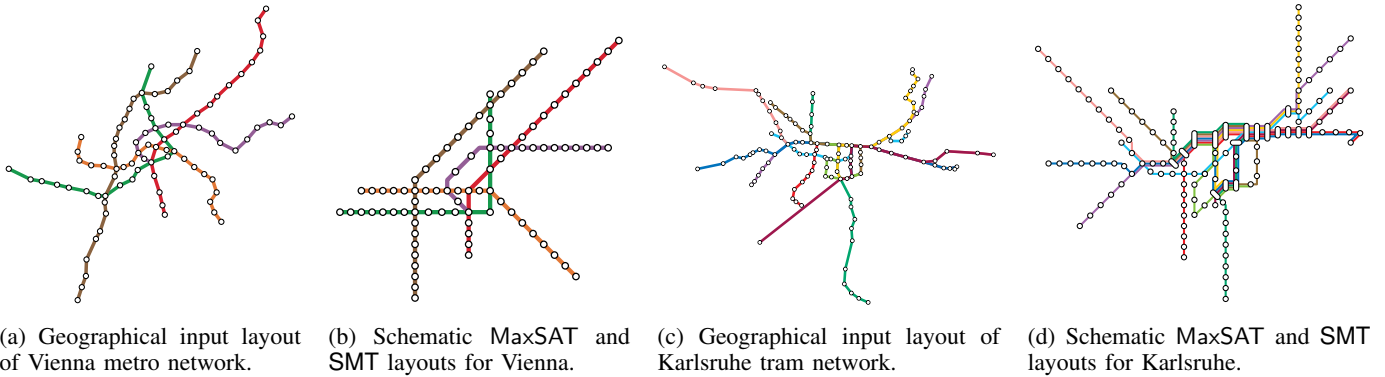 (a) Geographical input layout
of Vienna metro network.
(b) Schematic MaxSAT and
SMT layouts for Vienna.
(c) Geographical input layout of
Karlsruhe tram network.
(d) Schematic MaxSAT and SMT
layouts for Karlsruhe.